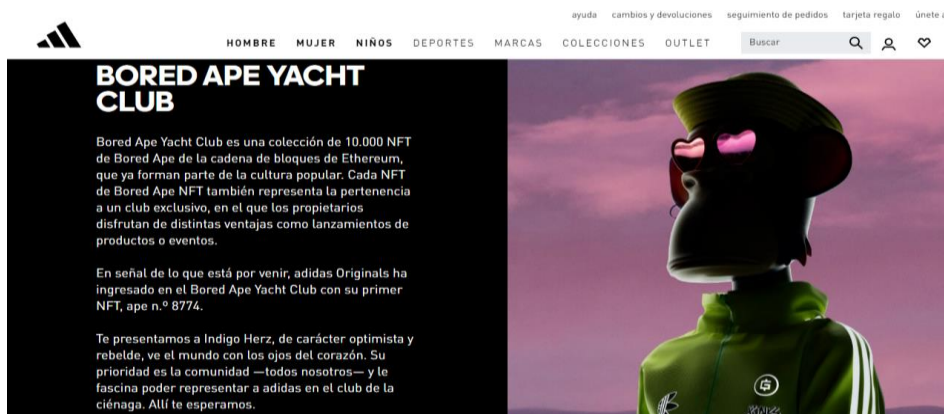 ayuda cambios y devoluciones seguimiento de pedidos tarjeta regalo únete a
HOMBRE MUJER NIÑOS DEPORTES MARCAS COLECCIONES OUTLET Buscar
BORED APE YACHT
CLUB
Bored Ape Yacht Club es una colección de 10.000 NFT
de Bored Ape de la cadena de bloques de Ethereum,
que ya forman parte de la cultura popular. Cada NFT
de Bored Ape NFT también representa la pertenencia
a un club exclusivo, en el que los propietarios
disfrutan de distintas ventajas como lanzamientos de
productos o eventos.
En señal de lo que está por venir, adidas Originals ha
ingresado en el Bored Ape Yacht Club con su primer
NFT, ape n.º 8774.
Te presentamos a Indigo Herz, de carácter optimista y
rebelde, ve el mundo con los ojos del corazón. Su
prioridad es la comunidad —todos nosotros— y le
fascina poder representar a adidas en el club de la
ciénaga. Allí te esperamos.